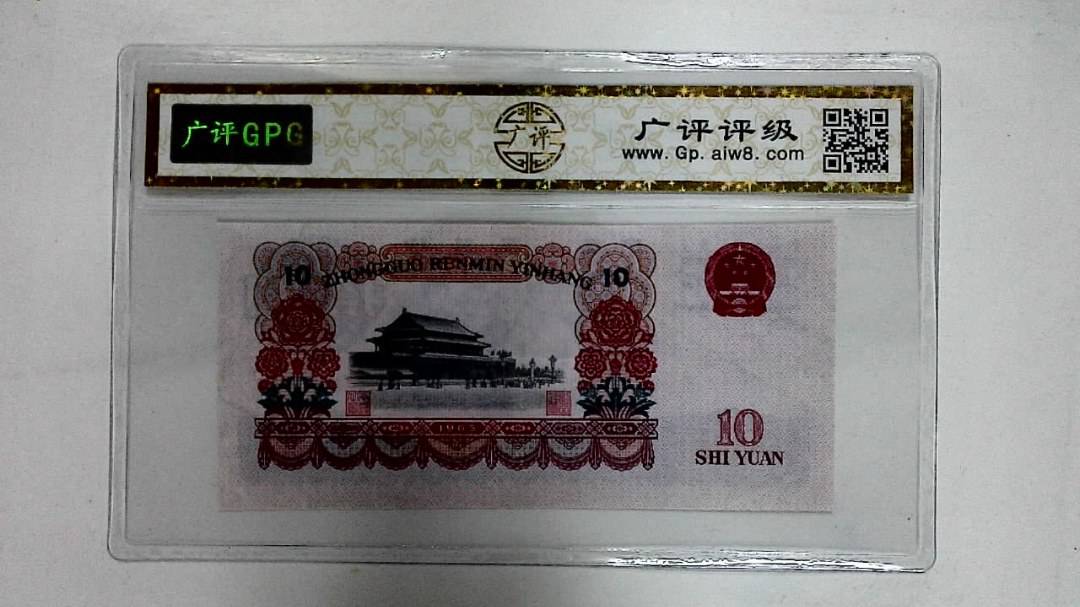 广评GPG
广评
广评评级
www. Gp. aiw8. com
10 ZHONGGUO RENMIN YINHANG 10
1965
10
SHI YUAN